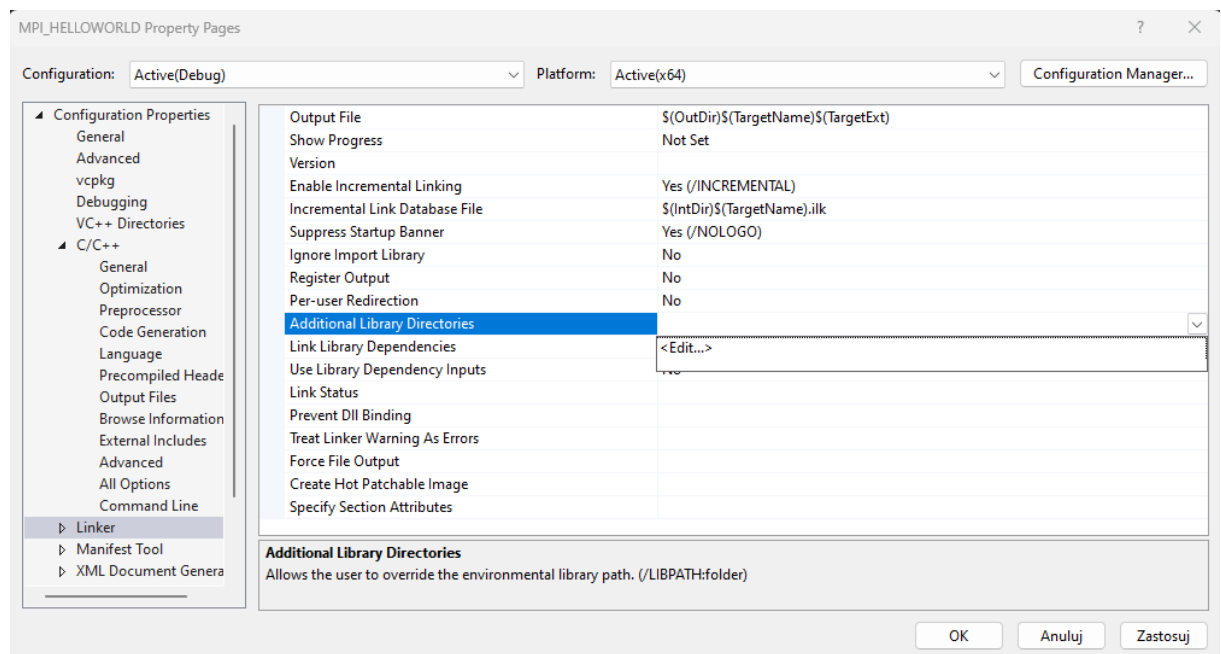 MPI_HELLOWORLD Property Pages ?
Configuration: Active(Debug) Platform: Active(x64) Configuration Manager...
Configuration Properties
General
Advanced
vcpkg
Debugging
VC++ Directories
C/C++
General
Optimization
Preprocessor
Code Generation
Language
Precompiled Heade
Output Files
Browse Information
External Includes
Advanced
All Options
Command Line
Linker
Manifest Tool
XML Document Genera
Output File $(OutDir)$(TargetName)$(TargetExt)
Show Progress Not Set
Version
Enable Incremental Linking Yes (/INCREMENTAL)
Incremental Link Database File $(IntDir)$(TargetName).ilk
Suppress Startup Banner Yes (/NOLOGO)
Ignore Import Library No
Register Output No
Per-user Redirection No
Additional Library Directories
Link Library Dependencies <Edit...>
Use Library Dependency Inputs
Link Status
Prevent Dll Binding
Treat Linker Warning As Errors
Force File Output
Create Hot Patchable Image
Specify Section Attributes
Additional Library Directories
Allows the user to override the environmental library path. (/LIBPATH:folder)
OK Anuluj Zastosuj